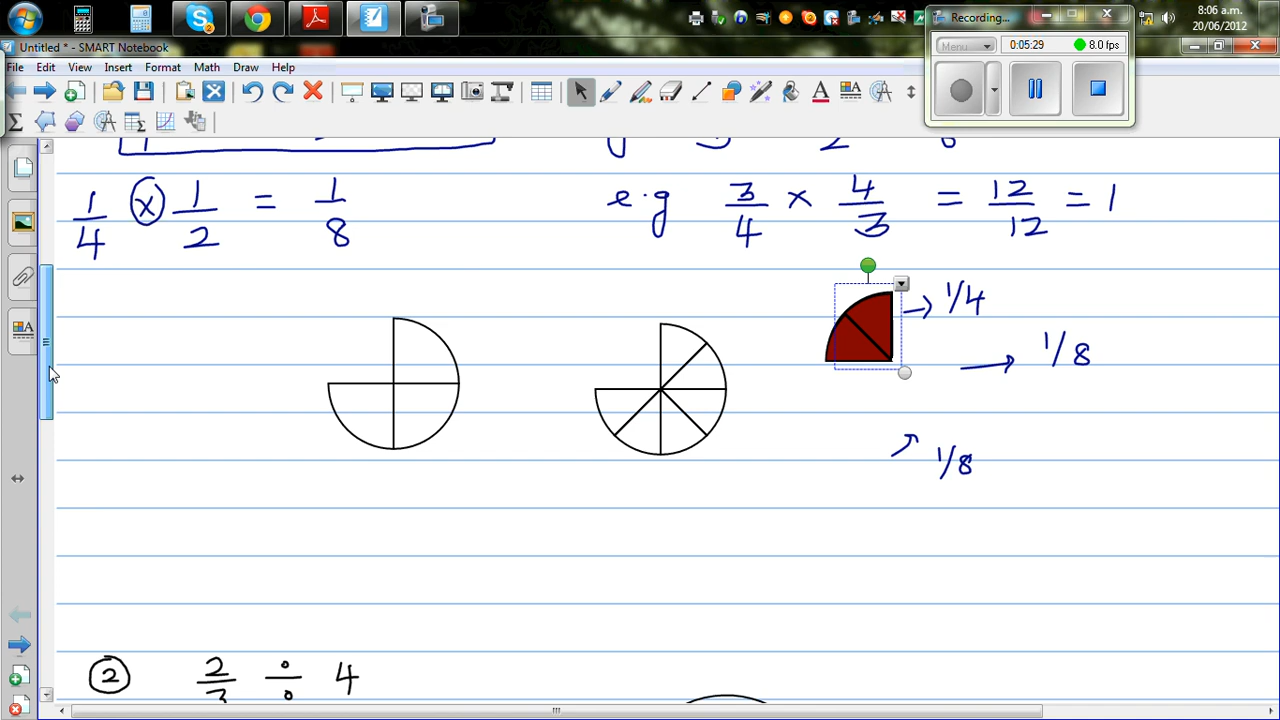 8:06 a.m.
20/06/2012
Recording...
Menu
0:05:29
8.0 fps
Untitled * - SMART Notebook
File Edit View Insert Format Math Draw Help
1/4 × 1/2 = 1/8
e.g 3/4 × 4/3 = 12/12 = 1
→ 1/4
→ 1/8
1/8
② 2/3 ÷ 4